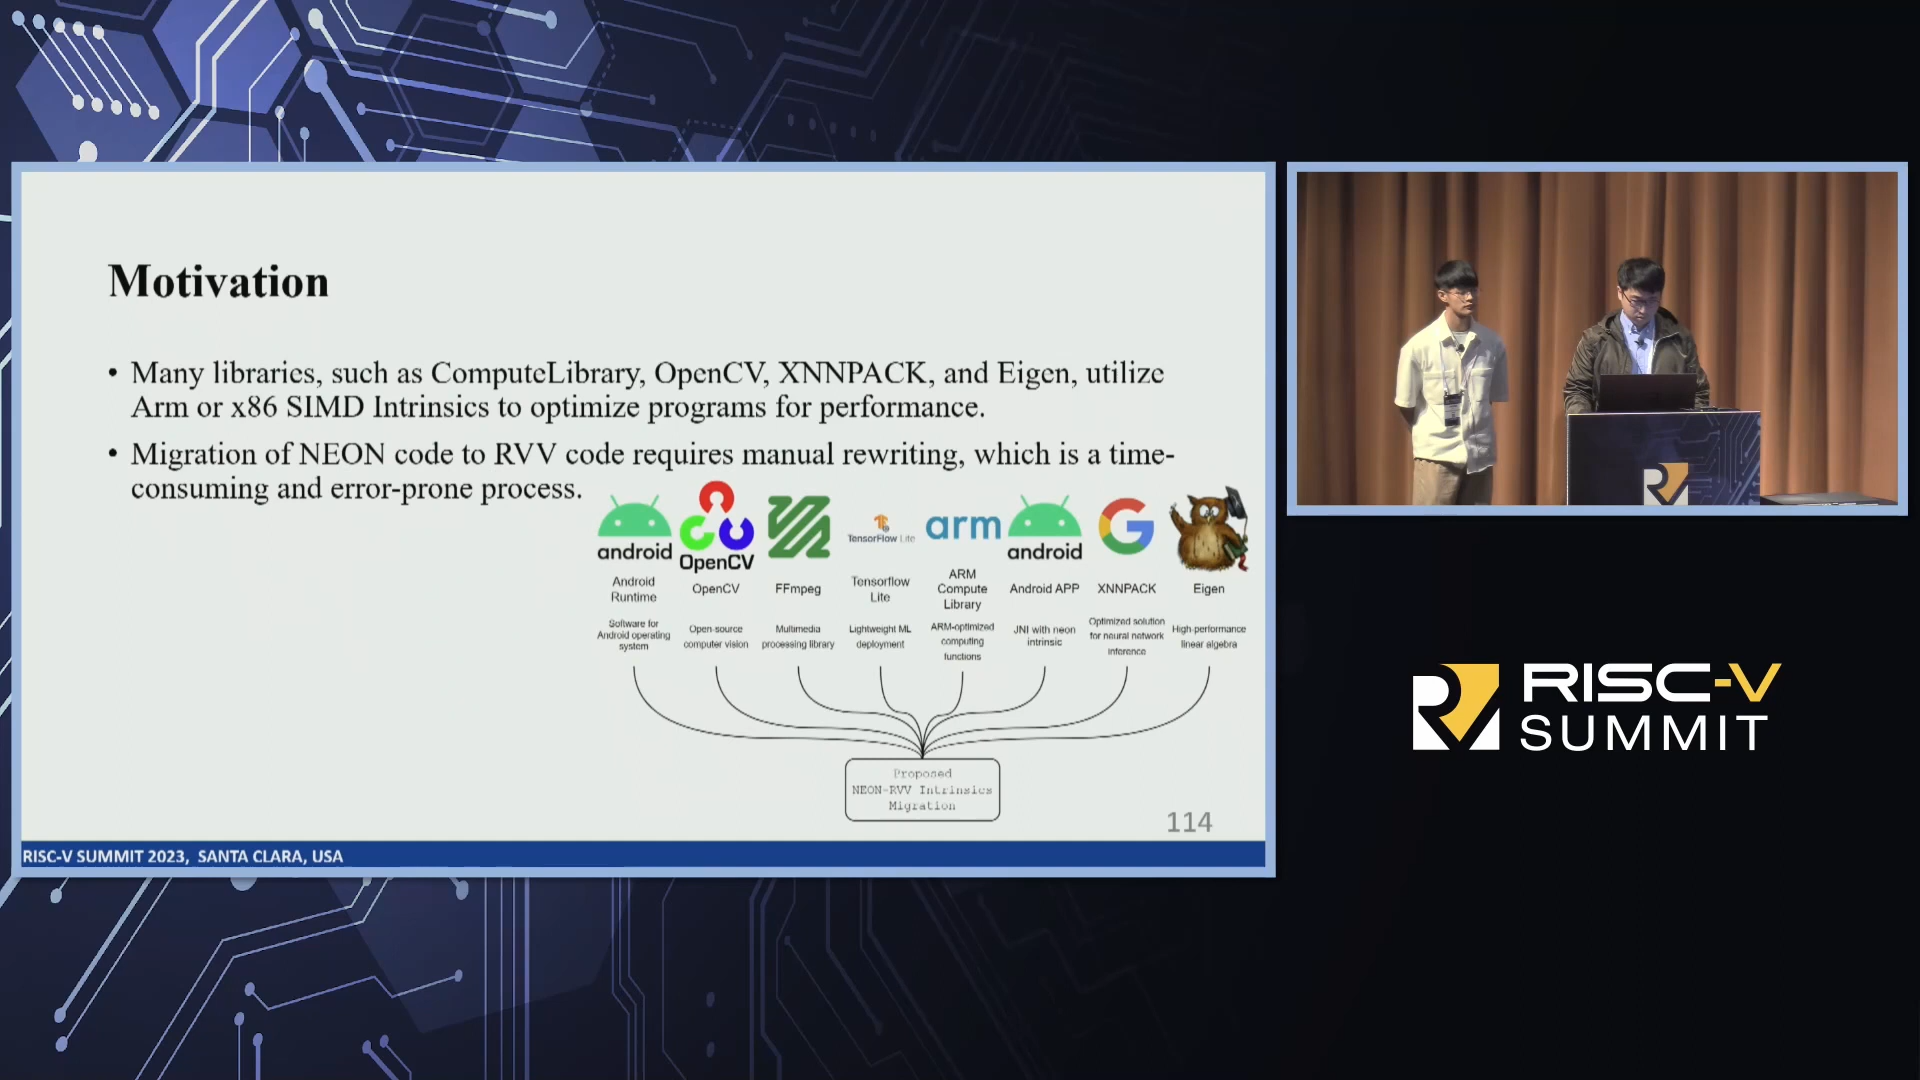 Motivation
• Many libraries, such as ComputeLibrary, OpenCV, XNNPACK, and Eigen, utilize
Arm or x86 SIMD Intrinsics to optimize programs for performance.
• Migration of NEON code to RVV code requires manual rewriting, which is a time-
consuming and error-prone process.
android
OpenCV
TensorFlow Lite
arm
android
Android
Runtime
OpenCV
FFmpeg
Tensorflow
Lite
ARM
Compute
Library
Android APP
XNNPACK
Eigen
Software for
Android operating
system
Open-source
computer vision
Multimedia
processing library
Lightweight ML
deployment
ARM-optimized
computing
functions
JNI with neon
intrinsic
Optimized solution
for neural network
inference
High-performance
linear algebra
Proposed
NEON-RVV Intrinsics
Migration
114
RISC-V SUMMIT 2023, SANTA CLARA, USA
RISC-V
SUMMIT